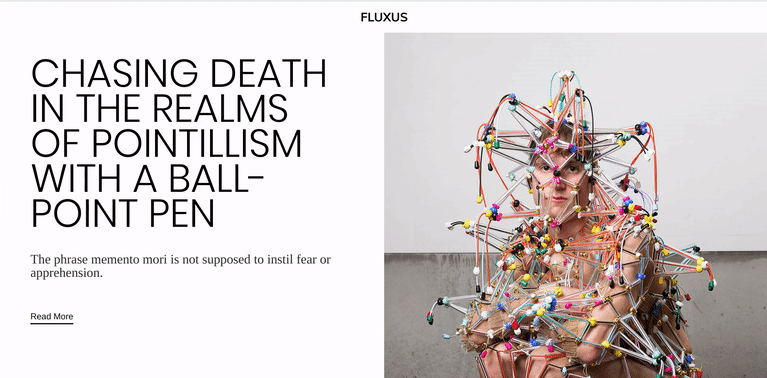 FLUXUS
CHASING DEATH
IN THE REALMS
OF POINTILLISM
WITH A BALL-
POINT PEN
The phrase memento mori is not supposed to instil fear or
apprehension.
Read More